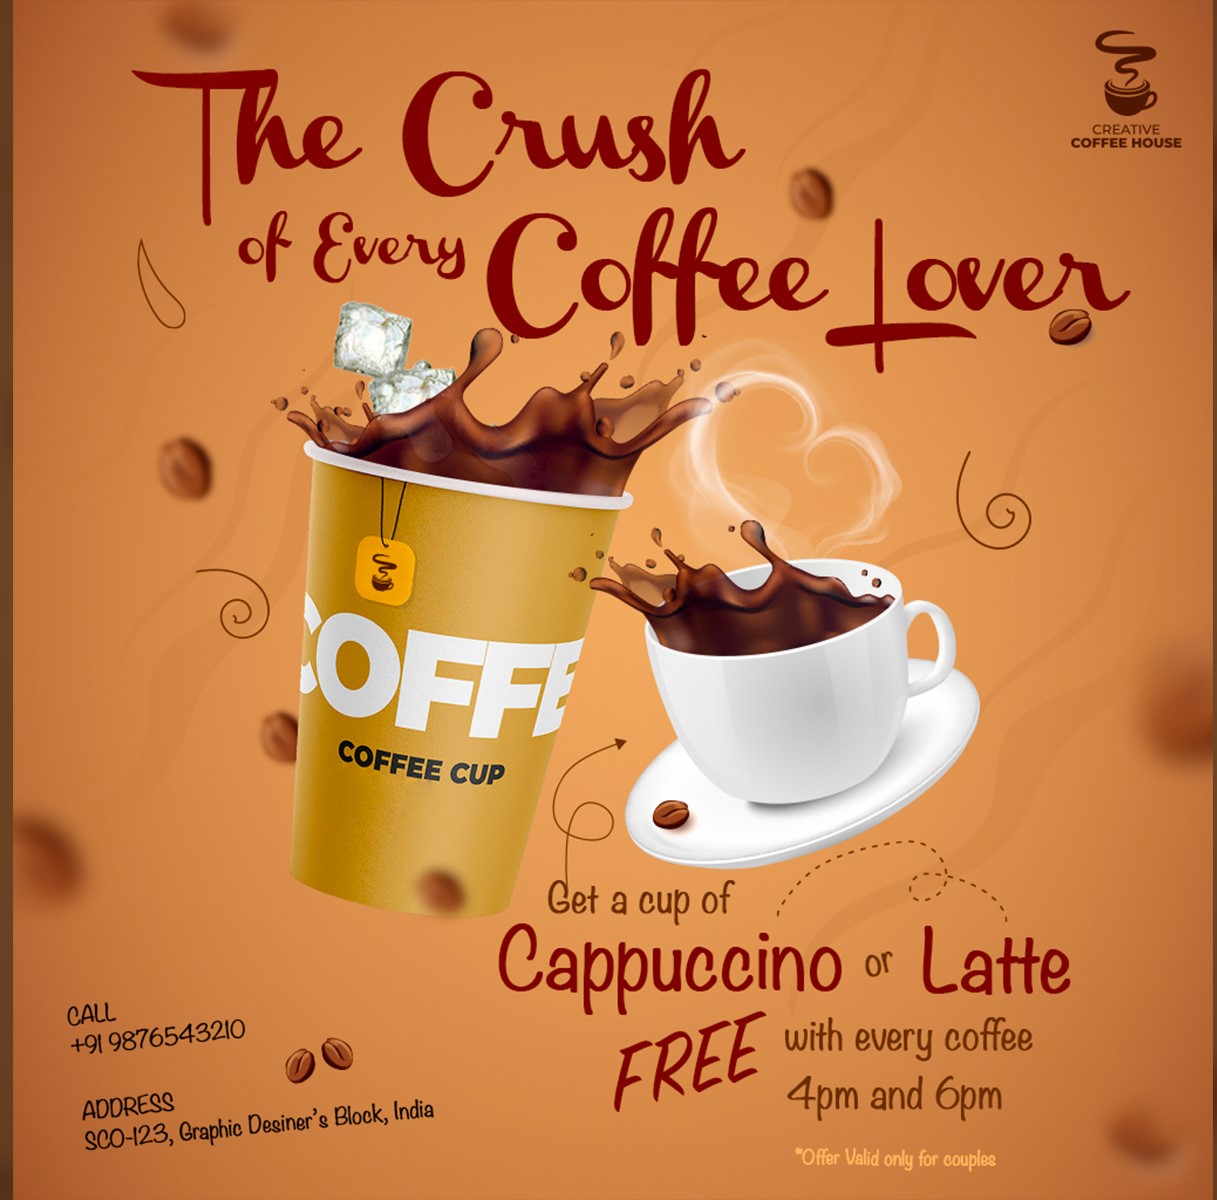 The Crush
of Every Coffee Lover
CREATIVE
COFFEE HOUSE
COFFE
COFFEE CUP
Get a cup of
Cappuccino or Latte
FREE with every coffee
4pm and 6pm
*Offer Valid only for couples
CALL
+91 9876543210
ADDRESS
SCO-123, Graphic Desiner's Block, India